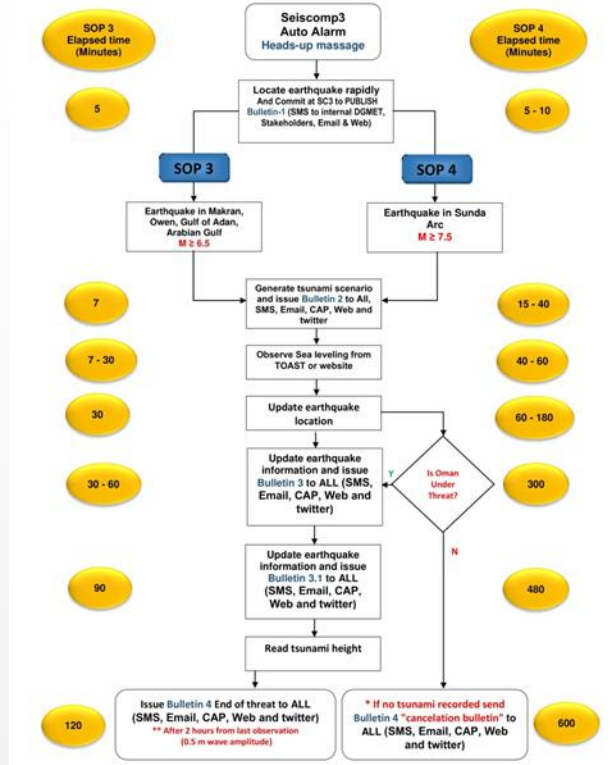 SOP 3
Elapsed time
(Minutes)
Seiscomp3
Auto Alarm
Heads-up massage
SOP 4
Elapsed time
(Minutes)
5
Locate earthquake rapidly
And Commit at SC3 to PUBLISH
Bulletin-1 (SMS to internal DGMET,
Stakeholders, Email & Web)
5 - 10
SOP 3
SOP 4
Earthquake in Makran,
Owen, Gulf of Adan,
Arabian Gulf
M ≥ 6.5
Earthquake in Sunda
Arc
M ≥ 7.5
7
Generate tsunami scenario
and issue Bulletin 2 to All,
SMS, Email, CAP, Web and
twitter
15 - 40
7 - 30
Observe Sea leveling from
TOAST or website
40 - 60
30
Update earthquake
location
60 - 180
30 - 60
Update earthquake
information and issue
Bulletin 3 to ALL (SMS,
Email, CAP, Web and
twitter)
Y
Is Oman
Under
Threat?
300
N
90
Update earthquake
information and issue
Bulletin 3.1 to ALL
(SMS, Email, CAP,
Web and twitter)
480
Read tsunami height
120
Issue Bulletin 4 End of threat to ALL
(SMS, Email, CAP, Web and twitter)
** After 2 hours from last observation
(0.5 m wave amplitude)
* If no tsunami recorded send
Bulletin 4 "cancelation bulletin" to
ALL (SMS, Email, CAP, Web
and twitter)
600